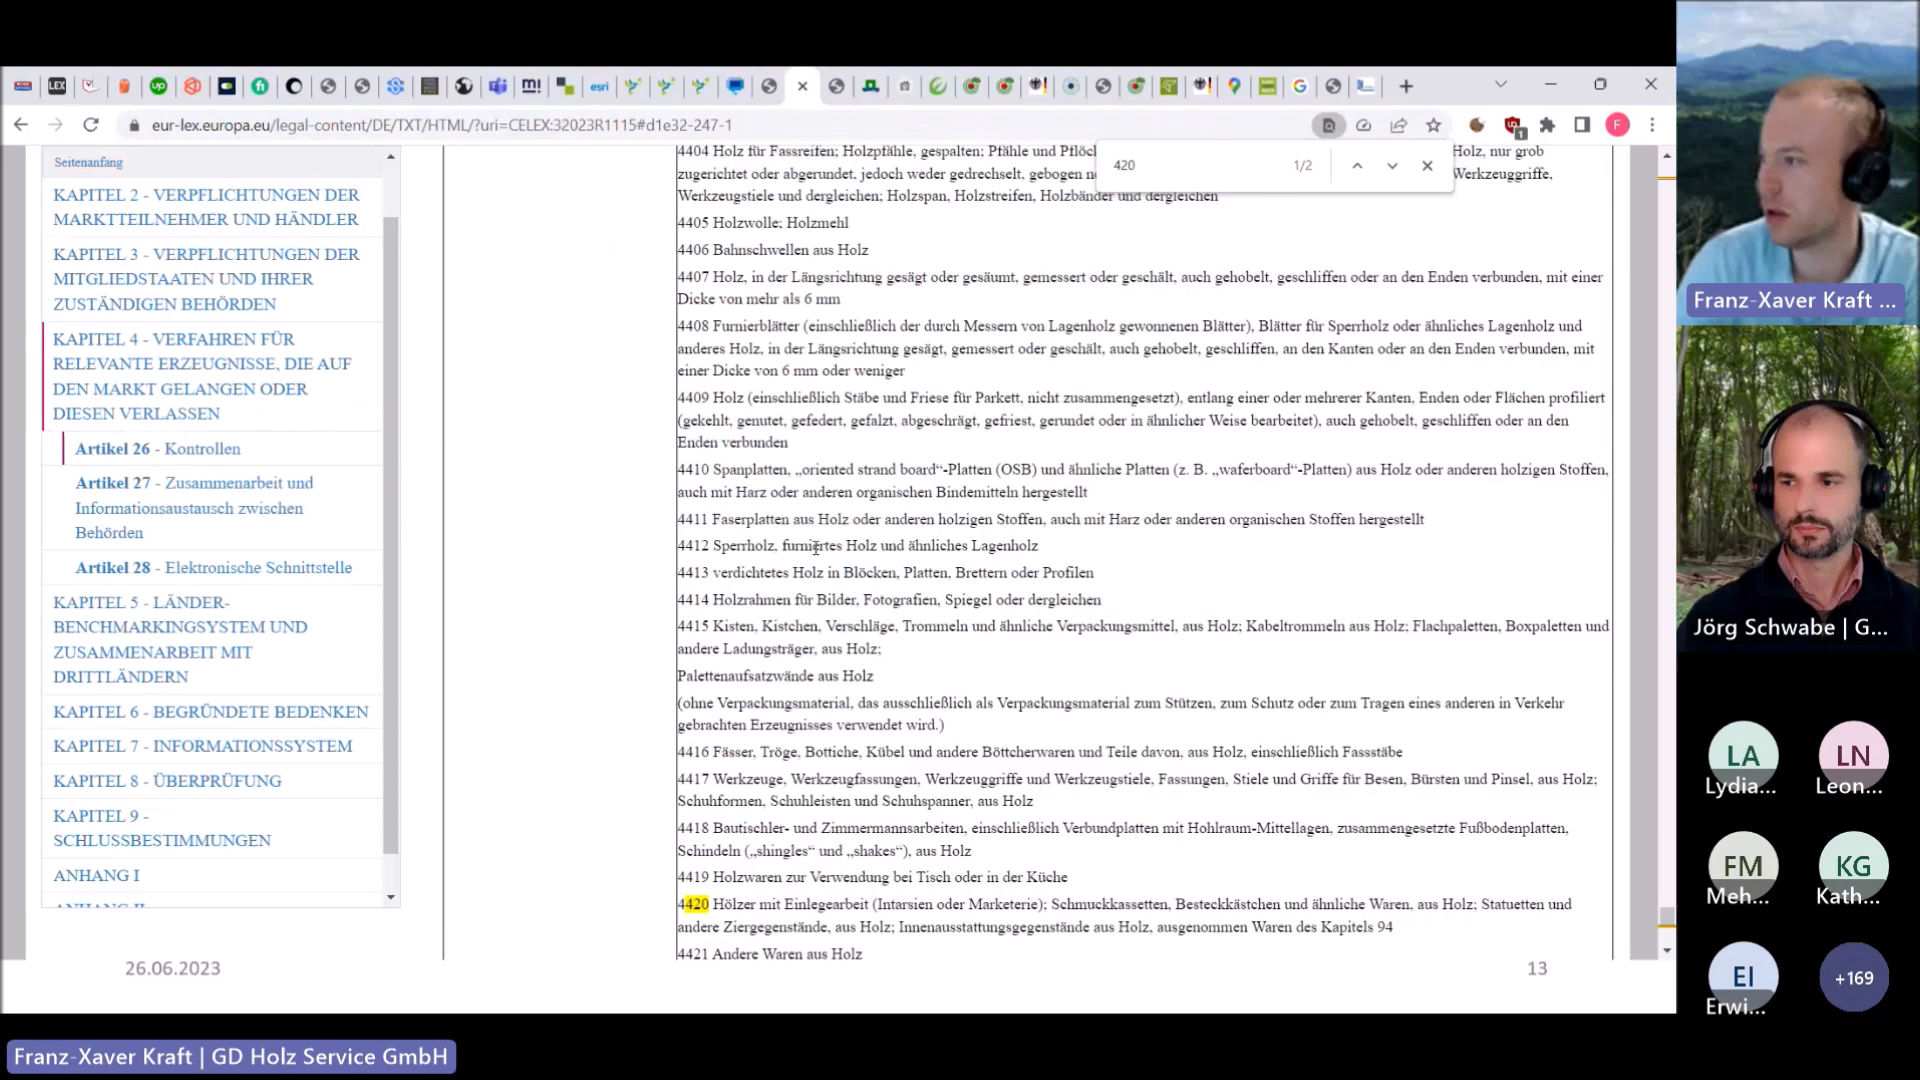 LEX
up
fi
m!
esri
G
eur-lex.europa.eu/legal-content/DE/TXT/HTML/?uri=CELEX:32023R1115#d1e32-247-1
1
F
420
1/2
Seitenanfang
KAPITEL 2 - VERPFLICHTUNGEN DER
MARKTTEILNEHMER UND HÄNDLER
KAPITEL 3 - VERPFLICHTUNGEN DER
MITGLIEDSTAATEN UND IHRER
ZUSTÄNDIGEN BEHÖRDEN
KAPITEL 4 - VERFAHREN FÜR
RELEVANTE ERZEUGNISSE, DIE AUF
DEN MARKT GELANGEN ODER
DIESEN VERLASSEN
Artikel 26 - Kontrollen
Artikel 27 - Zusammenarbeit und
Informationsaustausch zwischen
Behörden
Artikel 28 - Elektronische Schnittstelle
KAPITEL 5 - LÄNDER-
BENCHMARKINGSYSTEM UND
ZUSAMMENARBEIT MIT
DRITTLÄNDERN
KAPITEL 6 - BEGRÜNDETE BEDENKEN
KAPITEL 7 - INFORMATIONSSYSTEM
KAPITEL 8 - ÜBERPRÜFUNG
KAPITEL 9 -
SCHLUSSBESTIMMUNGEN
ANHANG I
ANHANG II
4404 Holz für Fassreifen; Holzpfähle, gespalten; Pfähle und Pflöc Holz, nur grob
zugerichtet oder abgerundet, jedoch weder gedrechselt, gebogen n Werkzeuggriffe,
Werkzeugstiele und dergleichen; Holzspan, Holzstreifen, Holzbänder und dergleichen
4405 Holzwolle; Holzmehl
4406 Bahnschwellen aus Holz
4407 Holz, in der Längsrichtung gesägt oder gesäumt, gemessert oder geschält, auch gehobelt, geschliffen oder an den Enden verbunden, mit einer
Dicke von mehr als 6 mm
4408 Furnierblätter (einschließlich der durch Messern von Lagenholz gewonnenen Blätter), Blätter für Sperrholz oder ähnliches Lagenholz und
anderes Holz, in der Längsrichtung gesägt, gemessert oder geschält, auch gehobelt, geschliffen, an den Kanten oder an den Enden verbunden, mit
einer Dicke von 6 mm oder weniger
4409 Holz (einschließlich Stäbe und Friese für Parkett, nicht zusammengesetzt), entlang einer oder mehrerer Kanten, Enden oder Flächen profiliert
(gekehlt, genutet, gefedert, gefalzt, abgeschrägt, gefriest, gerundet oder in ähnlicher Weise bearbeitet), auch gehobelt, geschliffen oder an den
Enden verbunden
4410 Spanplatten, „oriented strand board“-Platten (OSB) und ähnliche Platten (z. B. „waferboard“-Platten) aus Holz oder anderen holzigen Stoffen,
auch mit Harz oder anderen organischen Bindemitteln hergestellt
4411 Faserplatten aus Holz oder anderen holzigen Stoffen, auch mit Harz oder anderen organischen Stoffen hergestellt
4412 Sperrholz, furniertes Holz und ähnliches Lagenholz
4413 verdichtetes Holz in Blöcken, Platten, Brettern oder Profilen
4414 Holzrahmen für Bilder, Fotografien, Spiegel oder dergleichen
4415 Kisten, Kistchen, Verschläge, Trommeln und ähnliche Verpackungsmittel, aus Holz; Kabeltrommeln aus Holz; Flachpaletten, Boxpaletten und
andere Ladungsträger, aus Holz;
Palettenaufsatzwände aus Holz
(ohne Verpackungsmaterial, das ausschließlich als Verpackungsmaterial zum Stützen, zum Schutz oder zum Tragen eines anderen in Verkehr
gebrachten Erzeugnisses verwendet wird.)
4416 Fässer, Tröge, Bottiche, Kübel und andere Böttcherwaren und Teile davon, aus Holz, einschließlich Fassstäbe
4417 Werkzeuge, Werkzeugfassungen, Werkzeuggriffe und Werkzeugstiele, Fassungen, Stiele und Griffe für Besen, Bürsten und Pinsel, aus Holz;
Schuhformen, Schuhleisten und Schuhspanner, aus Holz
4418 Bautischler- und Zimmermannsarbeiten, einschließlich Verbundplatten mit Hohlraum-Mittellagen, zusammengesetzte Fußbodenplatten,
Schindeln („shingles“ und „shakes“), aus Holz
4419 Holzwaren zur Verwendung bei Tisch oder in der Küche
4420 Hölzer mit Einlegearbeit (Intarsien oder Marketerie); Schmuckkassetten, Besteckkästchen und ähnliche Waren, aus Holz; Statuetten und
andere Ziergegenstände, aus Holz; Innenausstattungsgegenstände aus Holz, ausgenommen Waren des Kapitels 94
4421 Andere Waren aus Holz
26.06.2023
13
Franz-Xaver Kraft | GD Holz Service GmbH
Franz-Xaver Kraft ...
Jörg Schwabe | G...
LA
Lydia...
LN
Leon...
FM
Meh...
KG
Kath...
EI
Erwi...
+169